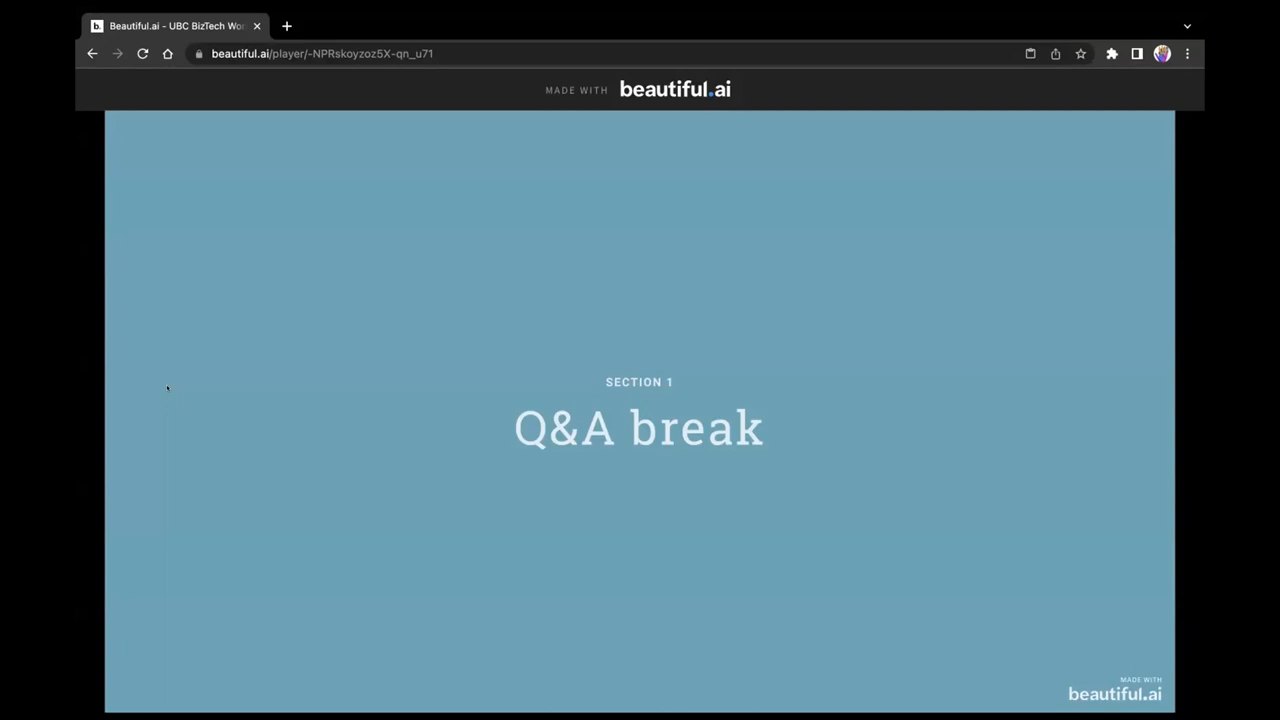 Beautiful.ai - UBC BizTech Wor
beautiful.ai/player/-NPRskoyzoz5X-qn_u71
MADE WITH beautiful.ai
SECTION 1
Q&A break
MADE WITH
beautiful.ai